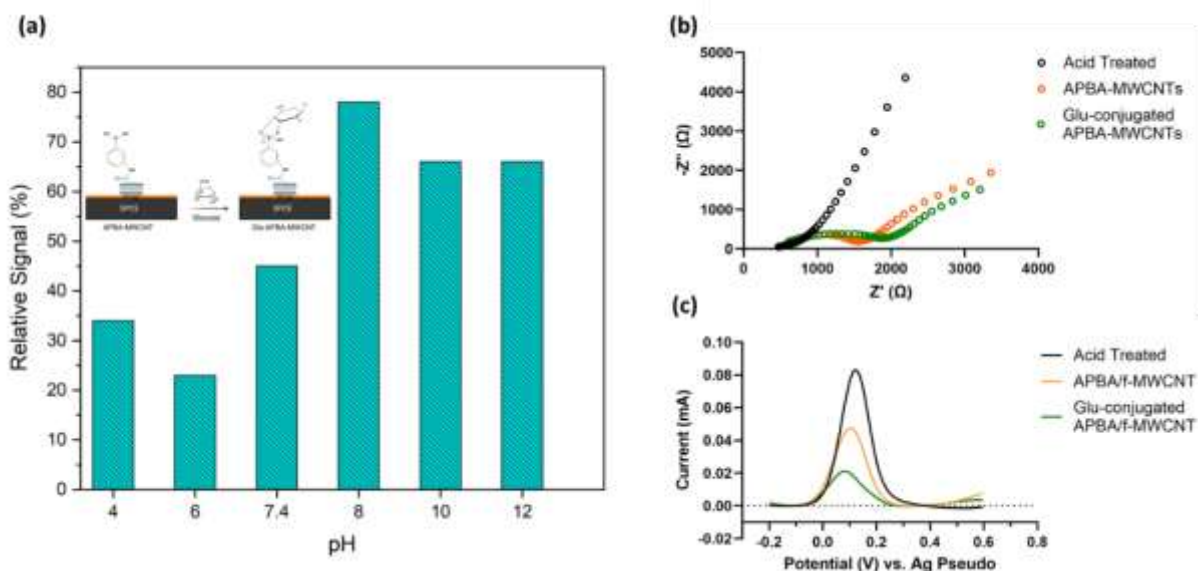 (a)
Relative Signal (%)
80
70
60
50
40
30
20
10
0
SPCE
APBA-MWCNT
SPCE
Glu-APBA-MWCNT
4 6 7.4 8 10 12
pH
(b)
-Z" (Ω)
5000
4000
3000
2000
1000
0
0 1000 2000 3000 4000
Z' (Ω)
Acid Treated
APBA-MWCNTs
Glu-conjugated
APBA-MWCNTs
(c)
Current (mA)
0.10
0.08
0.06
0.04
0.02
0.00
-0.02
-0.2 0.0 0.2 0.4 0.6 0.8
Potential (V) vs. Ag Pseudo
Acid Treated
APBA/f-MWCNT
Glu-conjugated
APBA/f-MWCNT